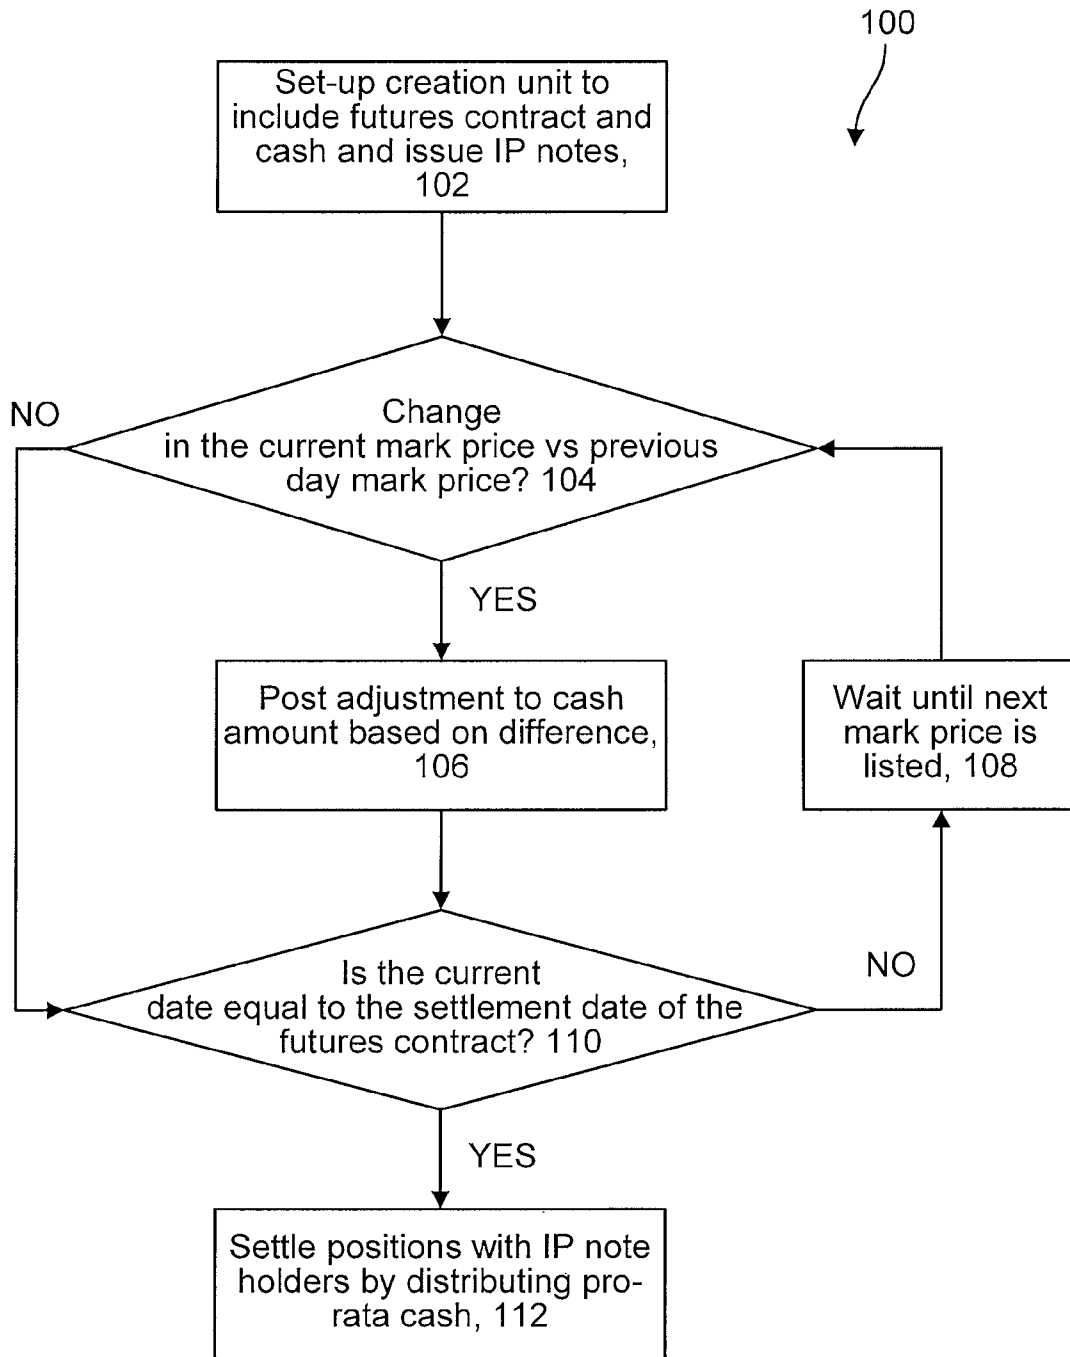 100
Set-up creation unit to
include futures contract and
cash and issue IP notes,
102
NO
Change
in the current mark price vs previous
day mark price? 104
YES
Post adjustment to cash
amount based on difference,
106
Wait until next
mark price is
listed, 108
Is the current
date equal to the settlement date of the
futures contract? 110
NO
YES
Settle positions with IP note
holders by distributing pro-
rata cash, 112